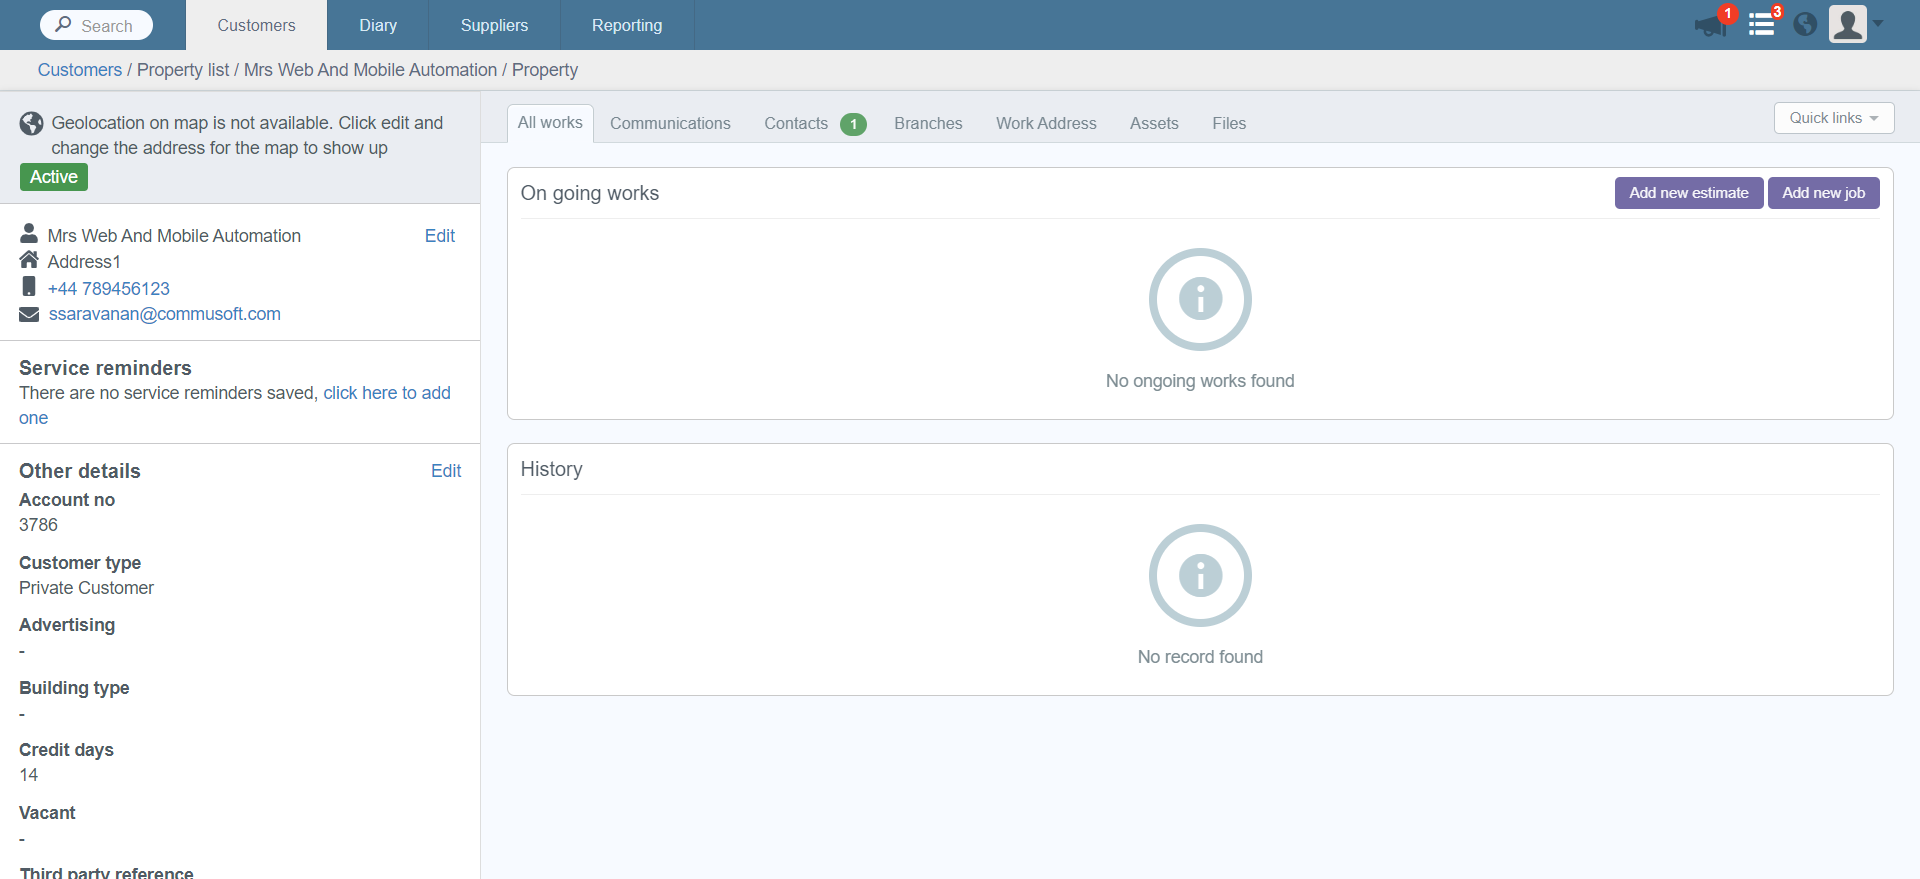 Search
Customers
Diary
Suppliers
Reporting
1
3
Customers / Property list / Mrs Web And Mobile Automation / Property
Geolocation on map is not available. Click edit and
change the address for the map to show up
Active
Mrs Web And Mobile Automation
Edit
Address1
+44 789456123
ssaravanan@commusoft.com
Service reminders
There are no service reminders saved, click here to add
one
Other details
Edit
Account no
3786
Customer type
Private Customer
Advertising
-
Building type
-
Credit days
14
Vacant
-
Third party reference
All works
Communications
Contacts 1
Branches
Work Address
Assets
Files
Quick links
On going works
Add new estimate
Add new job
No ongoing works found
History
No record found